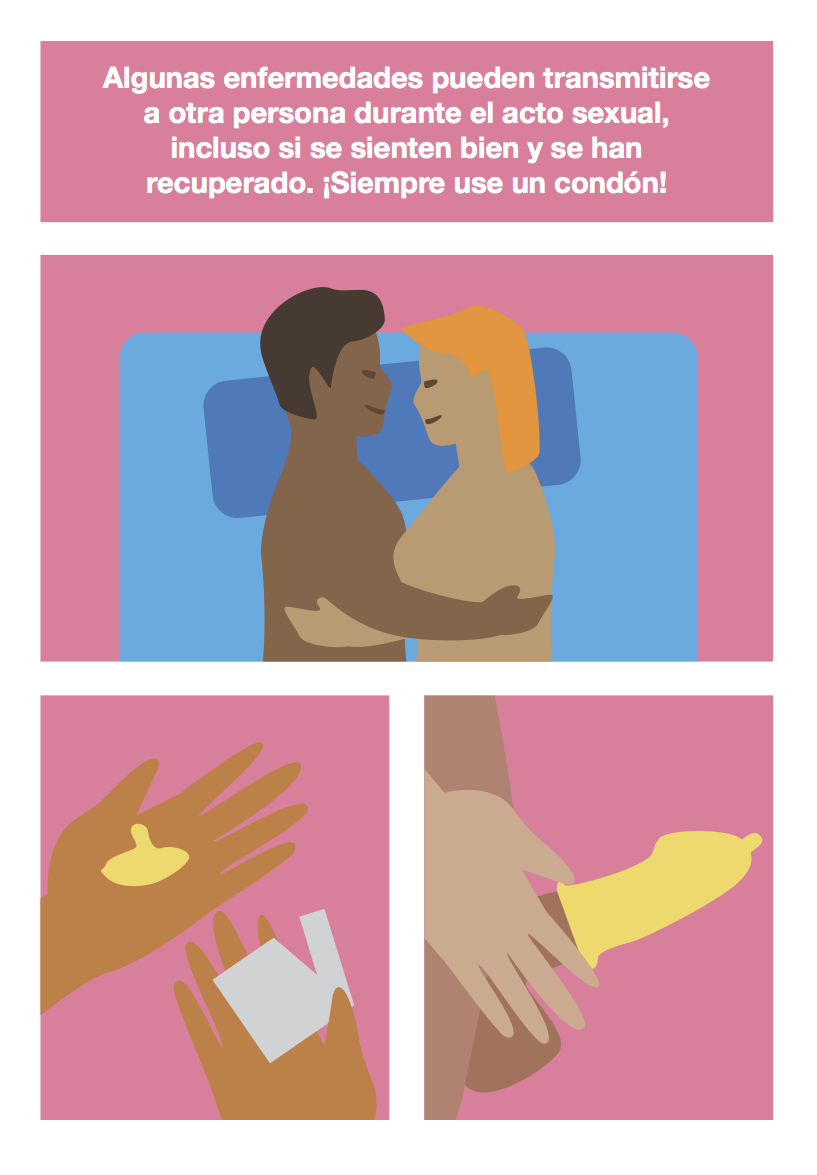 Algunas enfermedades pueden transmitirse
a otra persona durante el acto sexual,
incluso si se sienten bien y se han
recuperado. ¡Siempre use un condón!